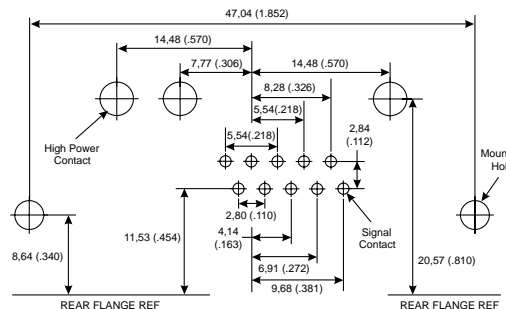 47,04 (1.852)
14,48 (.570)
7,77 (.306)
14,48 (.570)
8,28 (.326)
5,54(.218)
5,54(.218)
2,84
(.112)
High Power
Contact
Moun
Hol
2,80 (.110)
4,14
(.163)
Signal
Contact
11,53 (.454)
8,64 (.340)
6,91 (.272)
9,68 (.381)
20,57 (.810)
REAR FLANGE REF
REAR FLANGE REF